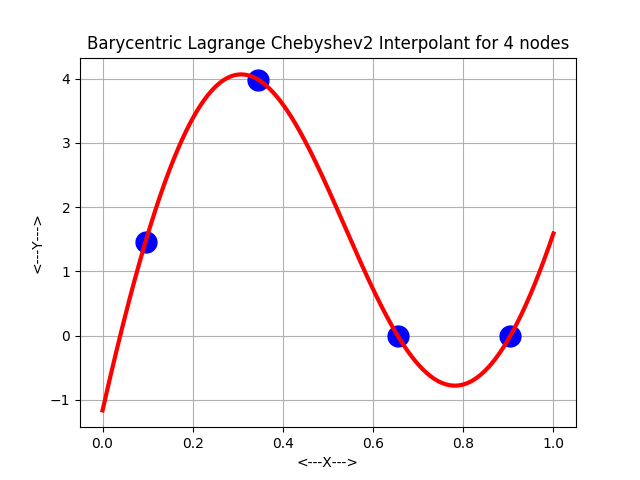 Barycentric Lagrange Chebyshev2 Interpolant for 4 nodes
4
3
2
1
0
−1
<---Y--->
0.0 0.2 0.4 0.6 0.8 1.0
<---X--->